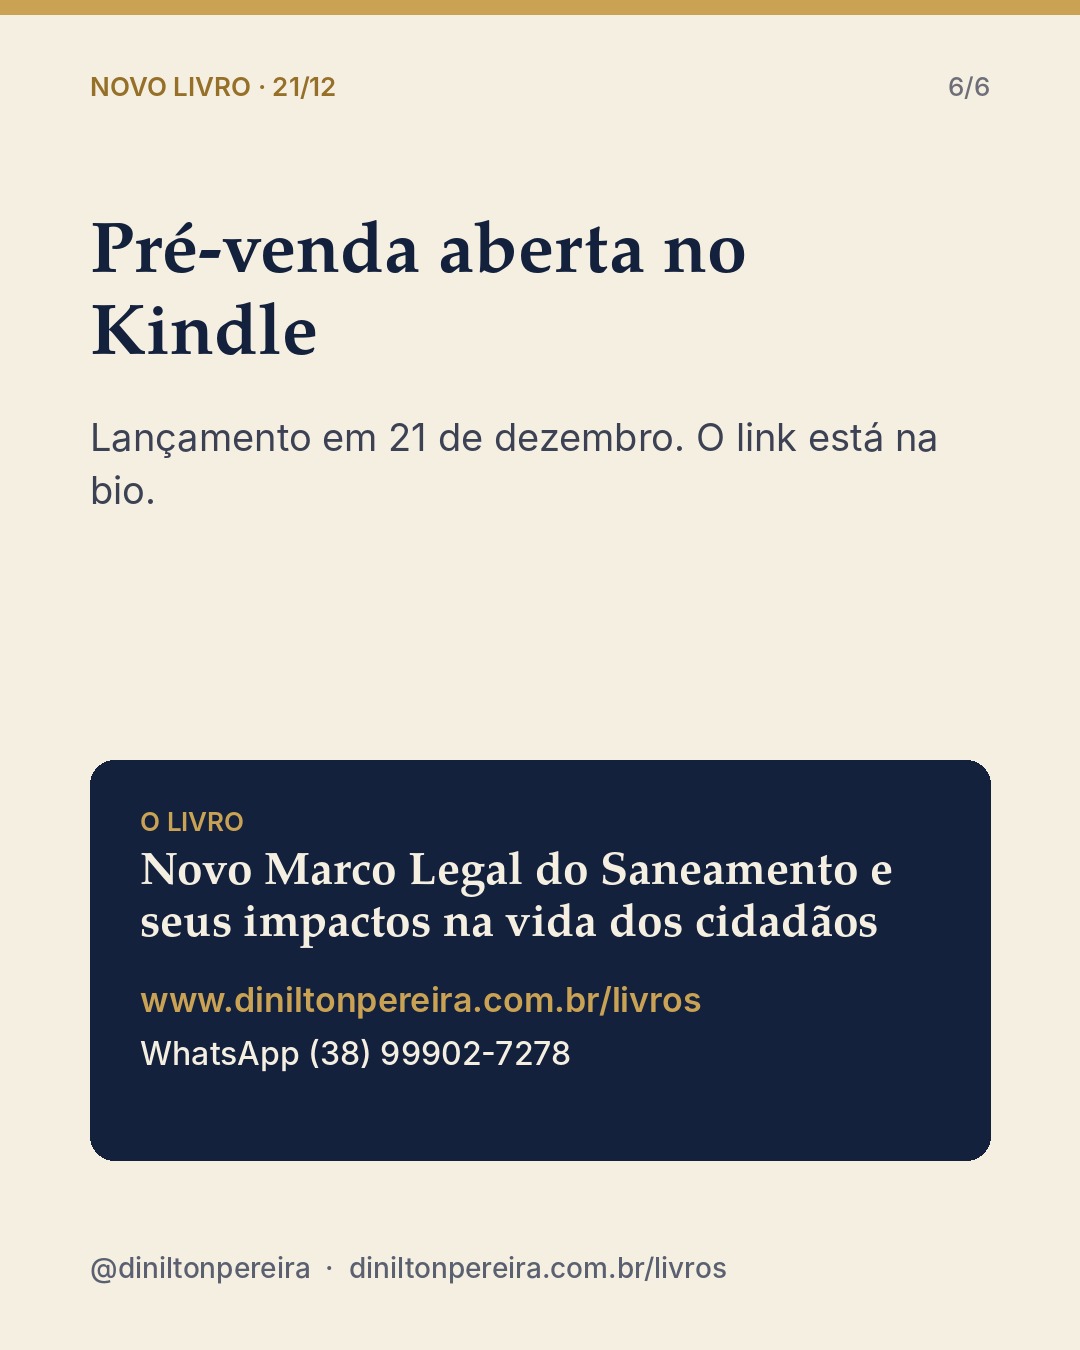 NOVO LIVRO · 21/12
6/6
Pré-venda aberta no
Kindle
Lançamento em 21 de dezembro. O link está na
bio.
O LIVRO
Novo Marco Legal do Saneamento e
seus impactos na vida dos cidadãos
www.diniltonpereira.com.br/livros
WhatsApp (38) 99902-7278
@diniltonpereira · diniltonpereira.com.br/livros